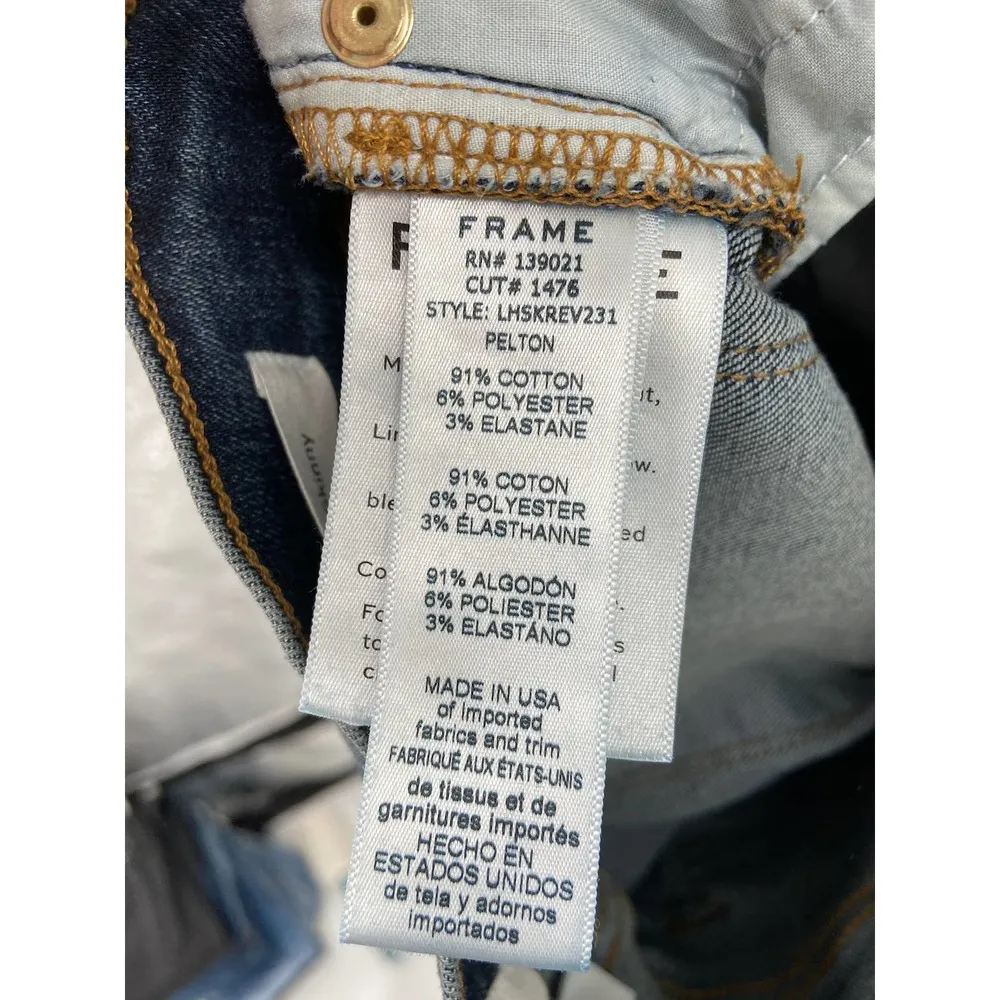 FRAME
RN# 139021
CUT# 1476
STYLE: LHSKREV231
PELTON
91% COTTON
6% POLYESTER
3% ELASTANE
91% COTON
6% POLYESTER
3% ÉLASTHANNE
91% ALGODÓN
6% POLIESTER
3% ELASTÁNO
MADE IN USA
of imported
fabrics and trim
FABRIQUÉ AUX ÉTATS-UNIS
de tissus et de
garnitures importés
HECHO EN
ESTADOS UNIDOS
de tela y adornos
importados